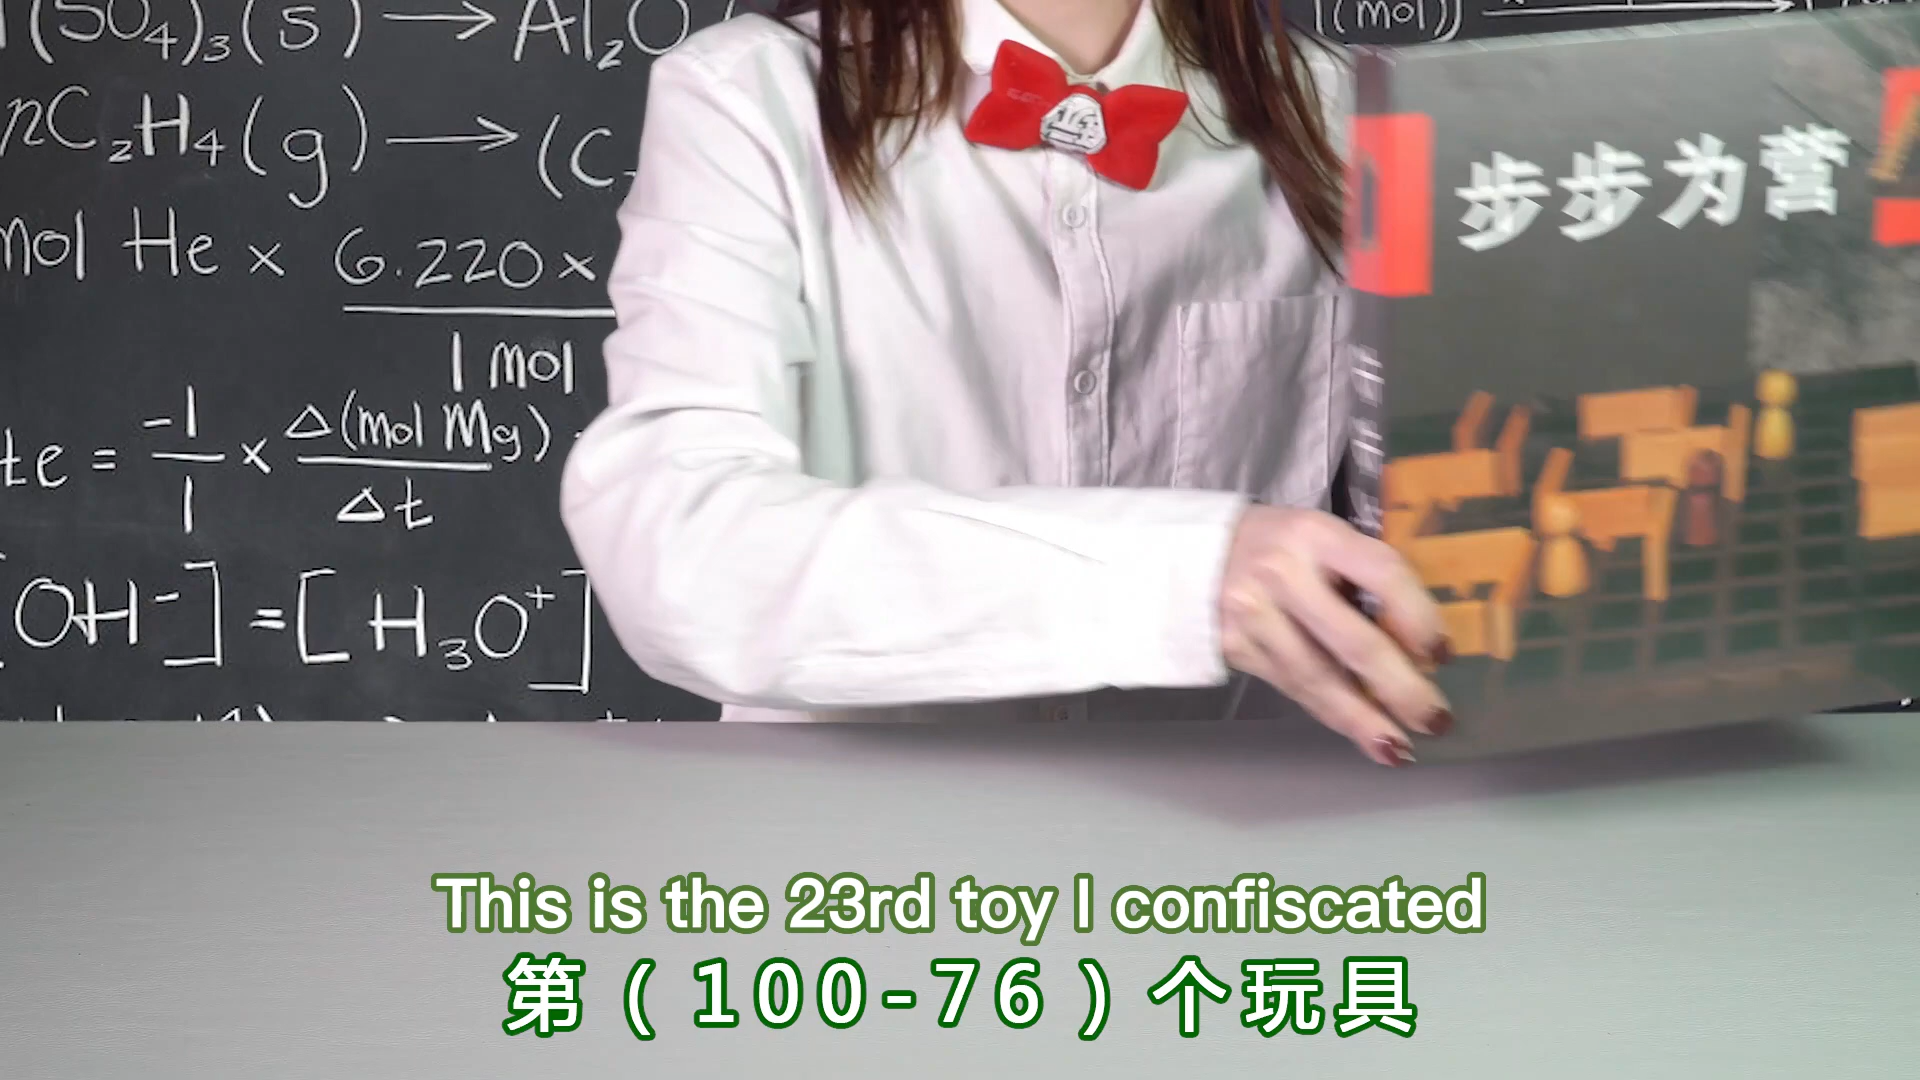 (SO₄)₃(s) → Al₂O
nC₂H₄(g) → (C
mol He × 6.220 ×
1 mol
te = -1/1 × Δ(mol Mg)/Δt
[OH⁻] = [H₃O⁺]
(mol)
步步为营
This is the 23rd toy I confiscated
第（100-76）个玩具